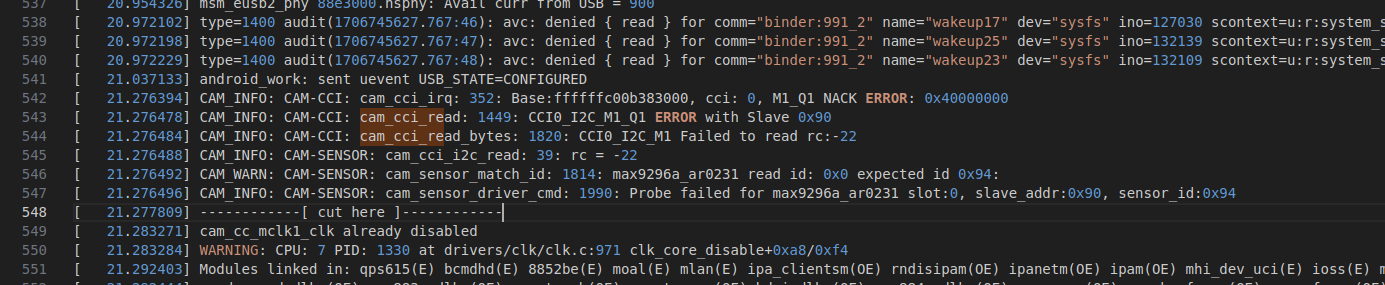 537 [ 20.954326] msm_eusb2_phy 88e3000.hsphy: Avail curr from USB = 900
538 [ 20.972102] type=1400 audit(1706745627.767:46): avc: denied { read } for comm="binder:991_2" name="wakeup17" dev="sysfs" ino=127030 scontext=u:r:system_s
539 [ 20.972198] type=1400 audit(1706745627.767:47): avc: denied { read } for comm="binder:991_2" name="wakeup25" dev="sysfs" ino=132139 scontext=u:r:system_s
540 [ 20.972229] type=1400 audit(1706745627.767:48): avc: denied { read } for comm="binder:991_2" name="wakeup23" dev="sysfs" ino=132109 scontext=u:r:system_s
541 [ 21.037133] android_work: sent uevent USB_STATE=CONFIGURED
542 [ 21.276394] CAM_INFO: CAM-CCI: cam_cci_irq: 352: Base:ffffffc00b383000, cci: 0, M1_Q1 NACK ERROR: 0x40000000
543 [ 21.276478] CAM_INFO: CAM-CCI: cam_cci_read: 1449: CCI0_I2C_M1_Q1 ERROR with Slave 0x90
544 [ 21.276484] CAM_INFO: CAM-CCI: cam_cci_read_bytes: 1820: CCI0_I2C_M1 Failed to read rc:-22
545 [ 21.276488] CAM_INFO: CAM-SENSOR: cam_cci_i2c_read: 39: rc = -22
546 [ 21.276492] CAM_WARN: CAM-SENSOR: cam_sensor_match_id: 1814: max9296a_ar0231 read id: 0x0 expected id 0x94:
547 [ 21.276496] CAM_INFO: CAM-SENSOR: cam_sensor_driver_cmd: 1990: Probe failed for max9296a_ar0231 slot:0, slave_addr:0x90, sensor_id:0x94
548 [ 21.277809] ------------[ cut here ]------------
549 [ 21.283271] cam_cc_mclk1_clk already disabled
550 [ 21.283284] WARNING: CPU: 7 PID: 1330 at drivers/clk/clk.c:971 clk_core_disable+0xa8/0xf4
551 [ 21.292403] Modules linked in: qps615(E) bcmdhd(E) 8852be(E) moal(E) mlan(E) ipa_clientsm(OE) rndisipam(OE) ipanetm(OE) ipam(OE) mhi_dev_uci(E) ioss(E) m